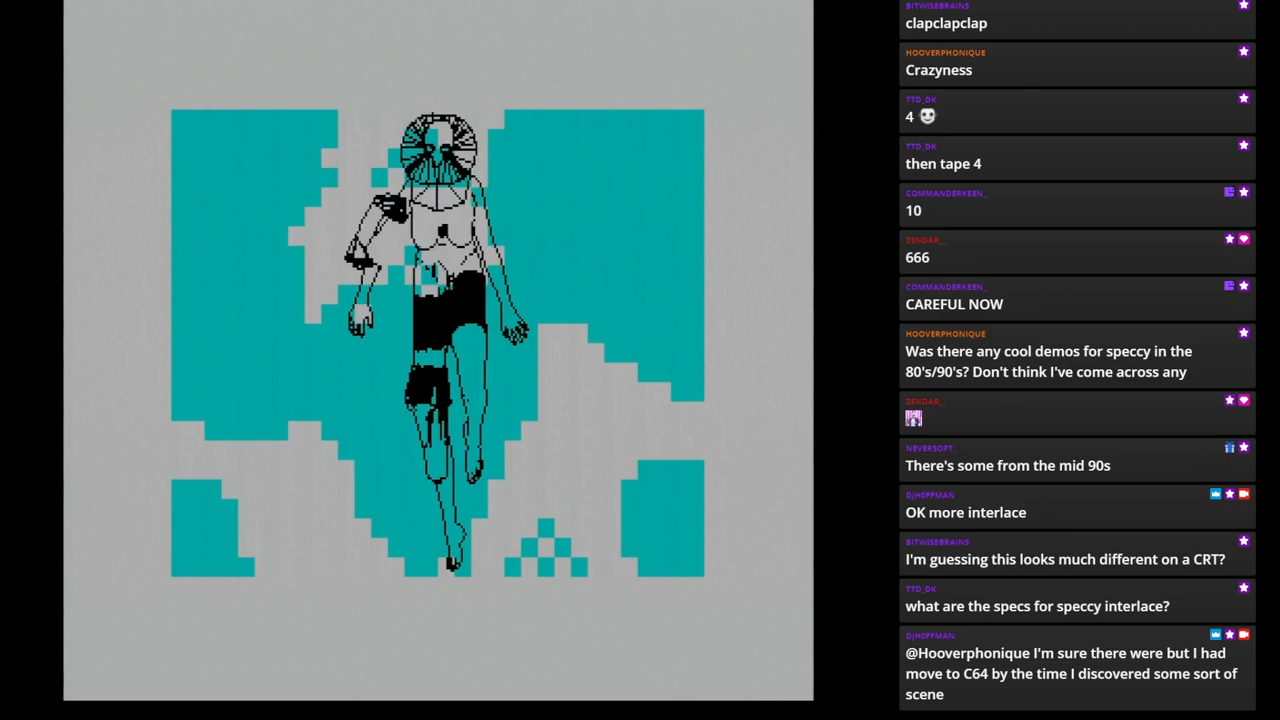 BITWISEBRAINS
clapclapclap
HOOVERPHONIQUE
Crazyness
TTD_DK
4
TTD_DK
then tape 4
COMMANDERKEEN_
10
ZENDAR__
666
COMMANDERKEEN_
CAREFUL NOW
HOOVERPHONIQUE
Was there any cool demos for speccy in the
80's/90's? Don't think I've come across any
ZENDAR__
NEVERSOFT_
There's some from the mid 90s
DJH0FFMAN
OK more interlace
BITWISEBRAINS
I'm guessing this looks much different on a CRT?
TTD_DK
what are the specs for speccy interlace?
DJH0FFMAN
@Hooverphonique I'm sure there were but I had
move to C64 by the time I discovered some sort of
scene